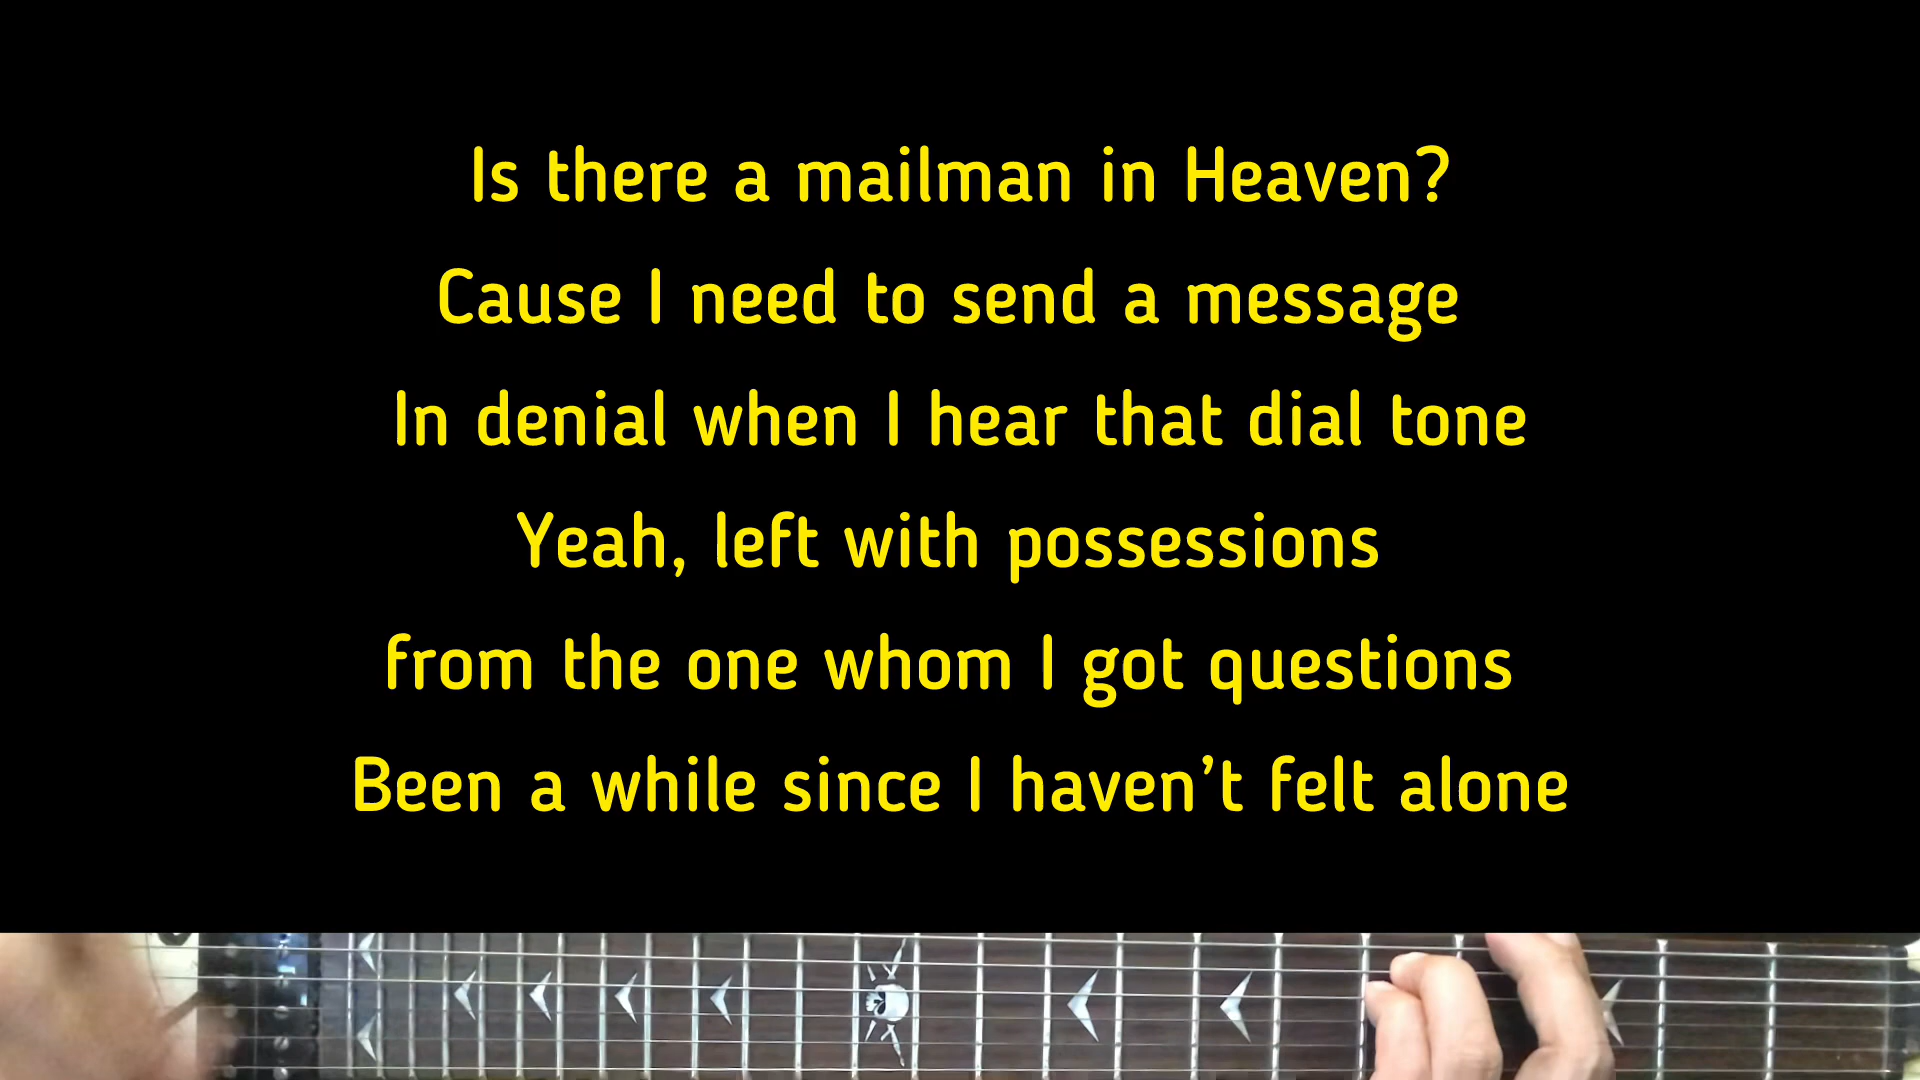 Is there a mailman in Heaven?
Cause I need to send a message
In denial when I hear that dial tone
Yeah, left with possessions
from the one whom I got questions
Been a while since I haven’t felt alone